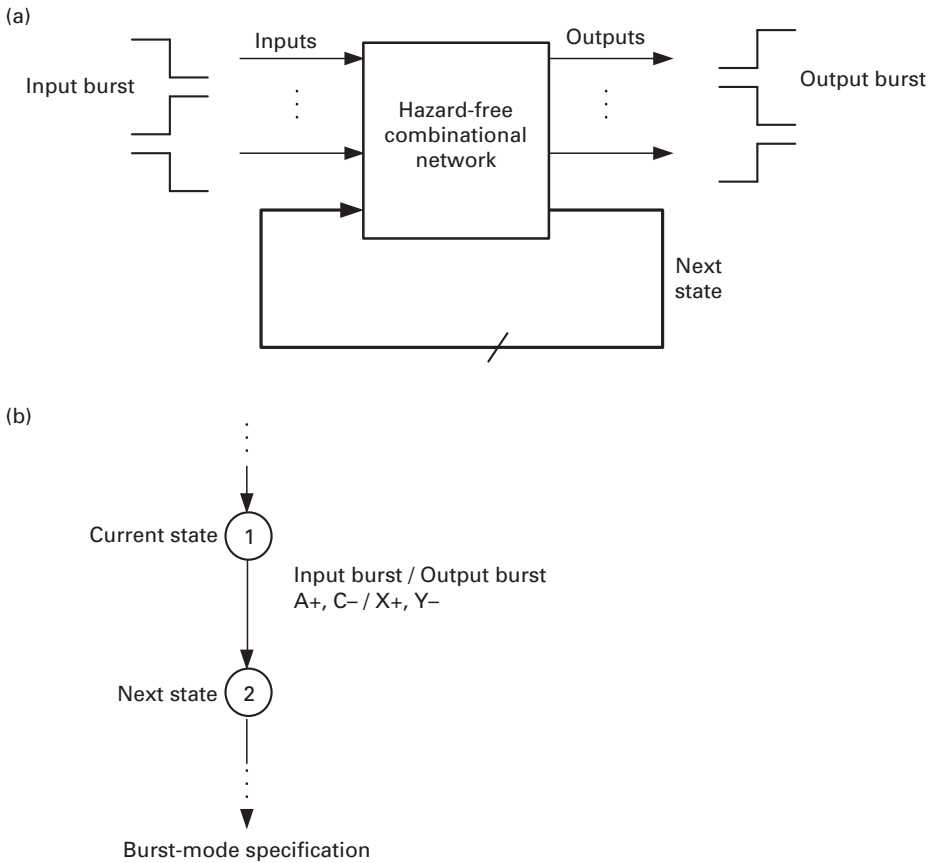 (a)
Inputs
Outputs
Input burst
Output burst
Hazard-free
combinational
network
Next
state
(b)
Current state
1
Input burst / Output burst
A+, C– / X+, Y–
Next state
2
Burst-mode specification